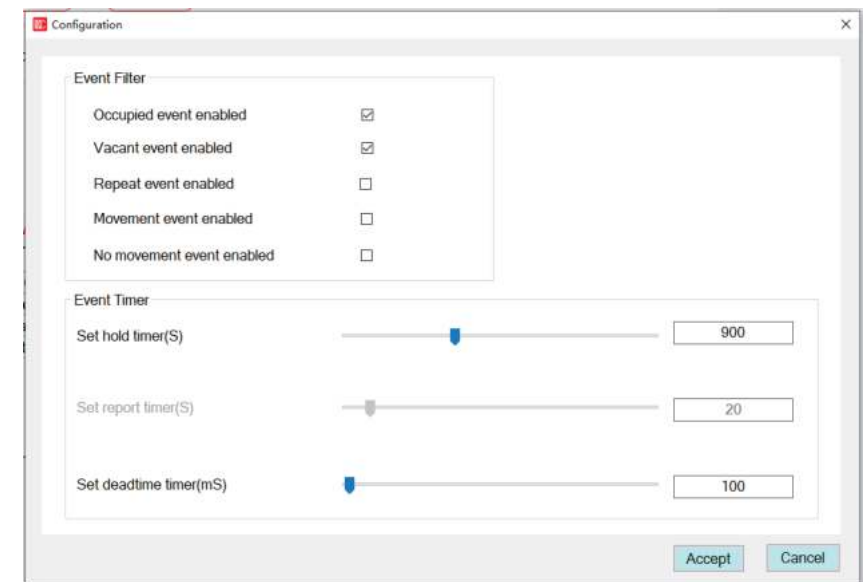 Configuration
Event Filter
Occupied event enabled
Vacant event enabled
Repeat event enabled
Movement event enabled
No movement event enabled
Event Timer
Set hold timer(S) 900
Set report timer(S) 20
Set deadtime timer(mS) 100
Accept Cancel